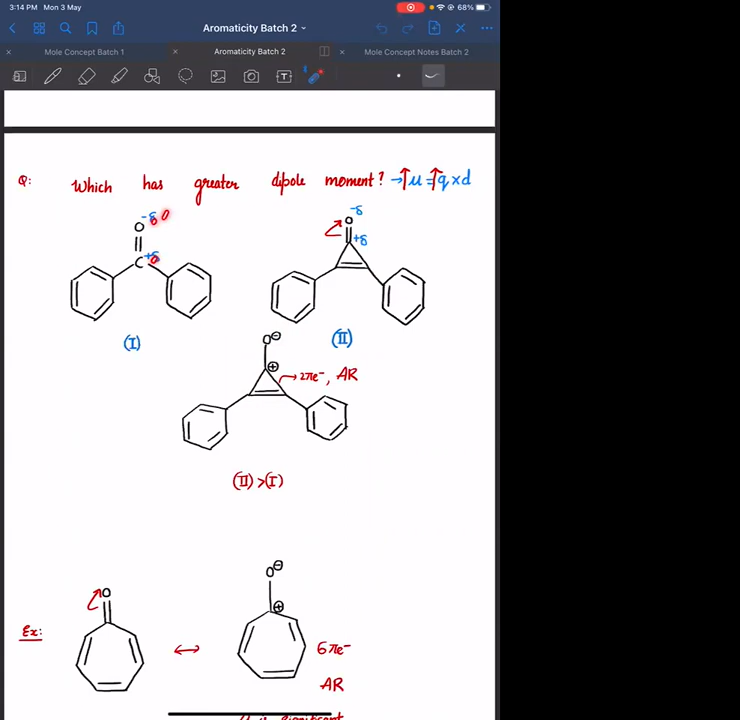 3:14 PM Mon 3 May
68%
Aromaticity Batch 2
Mole Concept Batch 1
Aromaticity Batch 2
Mole Concept Notes Batch 2
Q: Which has greater dipole moment? → ↑μ = ↑q × d
-δ
-δ
O
O
+δ
+δ
C
(I)
(II)
O⊖
⊕
→ 2πe⁻, AR
(II) > (I)
O
O⊖
⊕
Ex:
↔
6πe⁻
AR